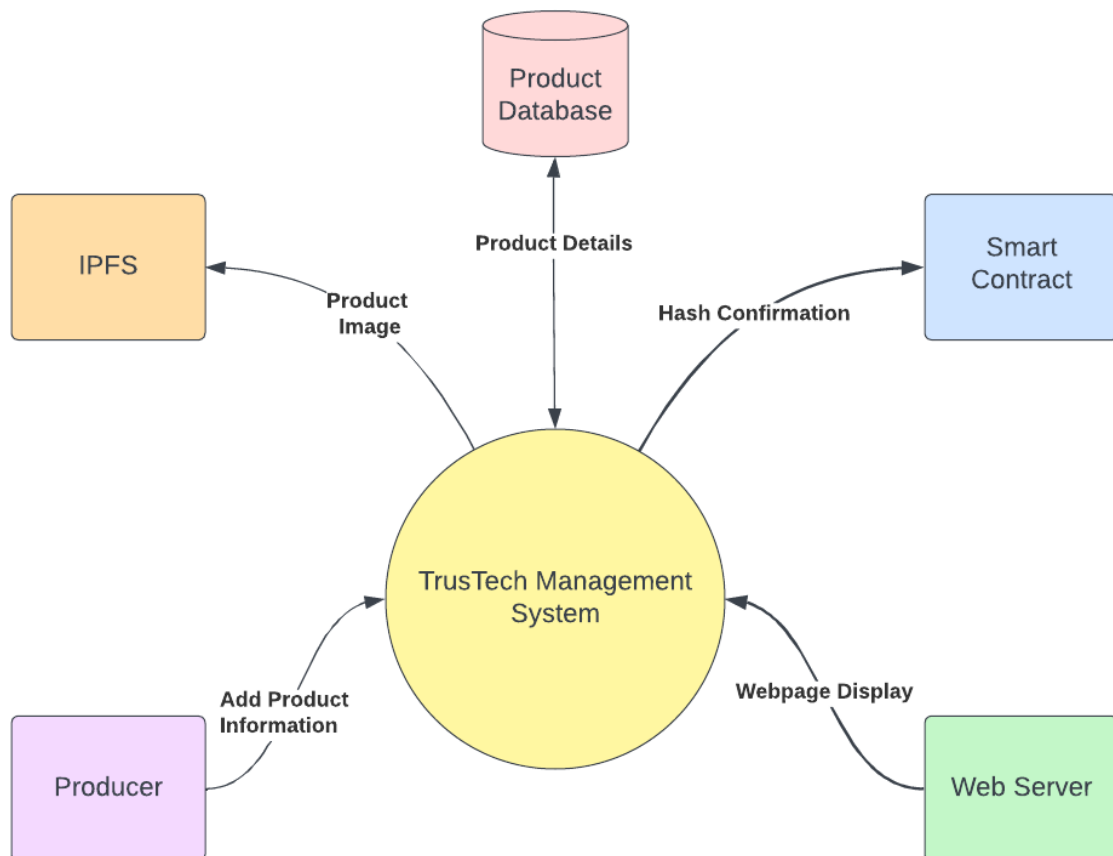 Product
Database
IPFS
Product Details
Smart
Contract
Product
Image
Hash Confirmation
TrusTech Management
System
Add Product
Information
Webpage Display
Producer
Web Server